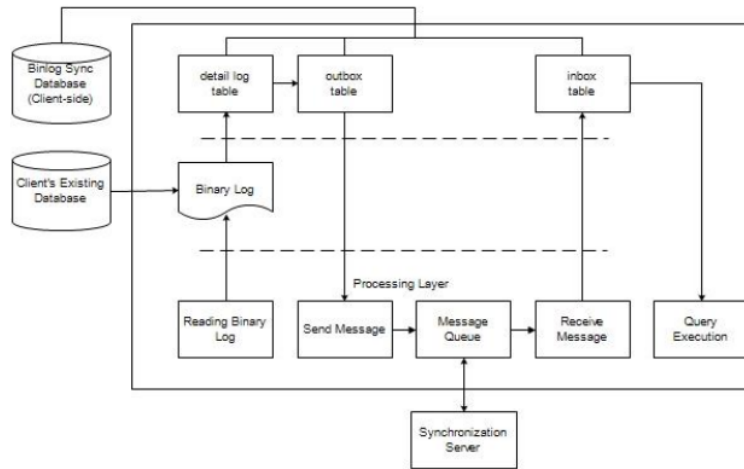 Binlog Sync
Database
(Client-side)
detail log
table
outbox
table
inbox
table
Client's Existing
Database
Binary Log
Processing Layer
Reading Binary
Log
Send Message
Message
Queue
Receive
Message
Query
Execution
Synchronization
Server